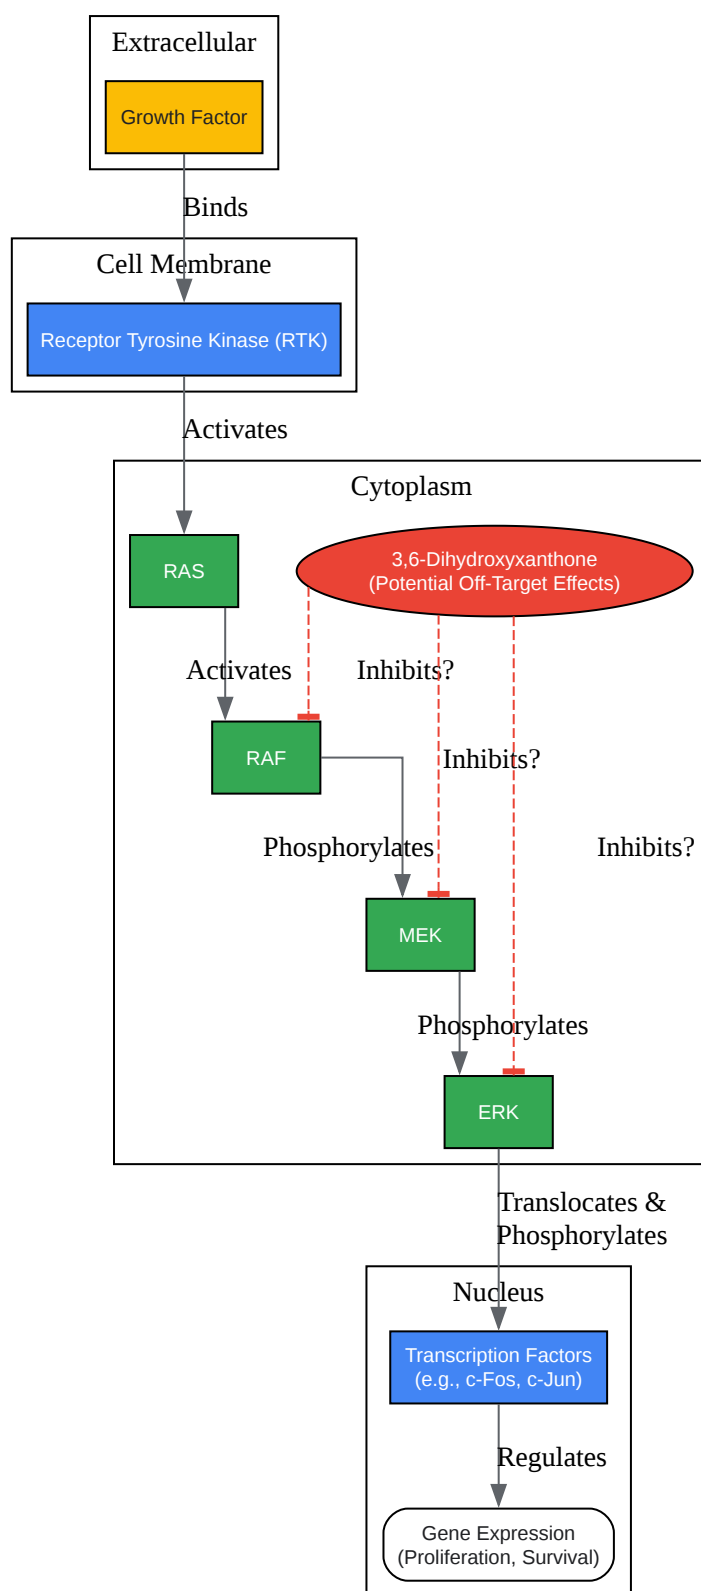 Extracellular
Growth Factor
Binds
Cell Membrane
Receptor Tyrosine Kinase (RTK)
Activates
Cytoplasm
3,6-Dihydroxyxanthone
(Potential Off-Target Effects)
RAS
Activates
Inhibits?
RAF
Inhibits?
Phosphorylates
Inhibits?
MEK
Phosphorylates
ERK
Translocates &
Phosphorylates
Nucleus
Transcription Factors
(e.g., c-Fos, c-Jun)
Regulates
Gene Expression
(Proliferation, Survival)